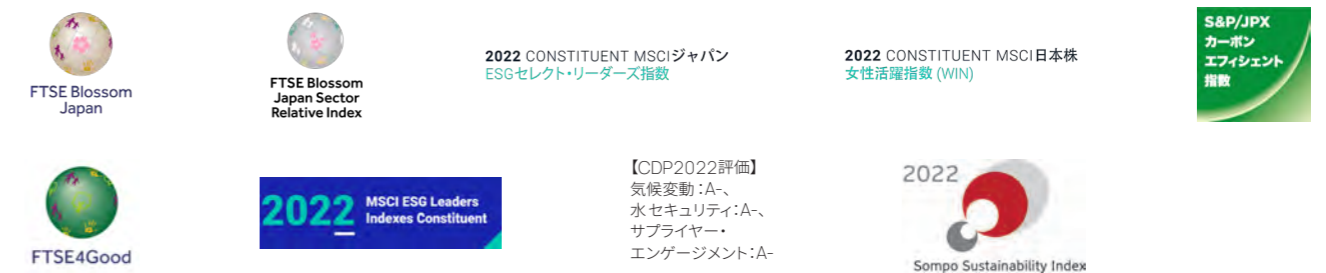 FTSE Blossom
Japan
FTSE Blossom
Japan Sector
Relative Index
2022 CONSTITUENT MSCIジャパン
ESGセレクト・リーダーズ指数
2022 CONSTITUENT MSCI日本株
女性活躍指数 (WIN)
S&P/JPX
カーボン
エフィシェント
指数
FTSE4Good
2022 MSCI ESG Leaders
Indexes Constituent
【CDP2022評価】
気候変動：A-、
水セキュリティ：A-、
サプライヤー・
エンゲージメント：A-
2022
Sompo Sustainability Index